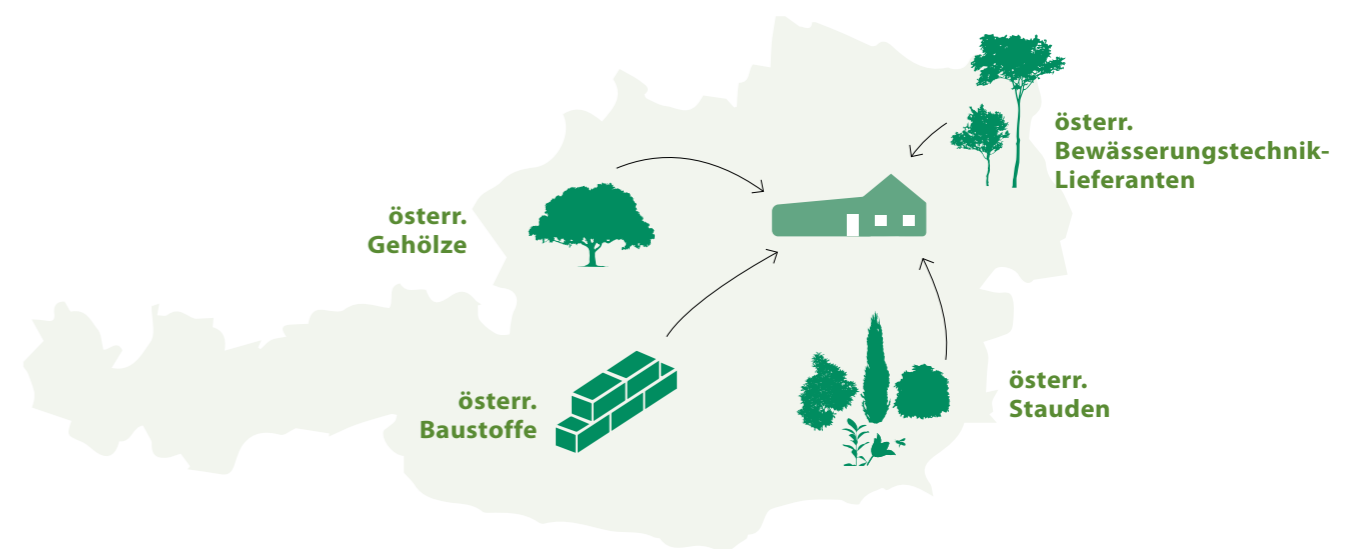 österr.
Bewässerungstechnik-
Lieferanten
österr.
Gehölze
österr.
Baustoffe
österr.
Stauden